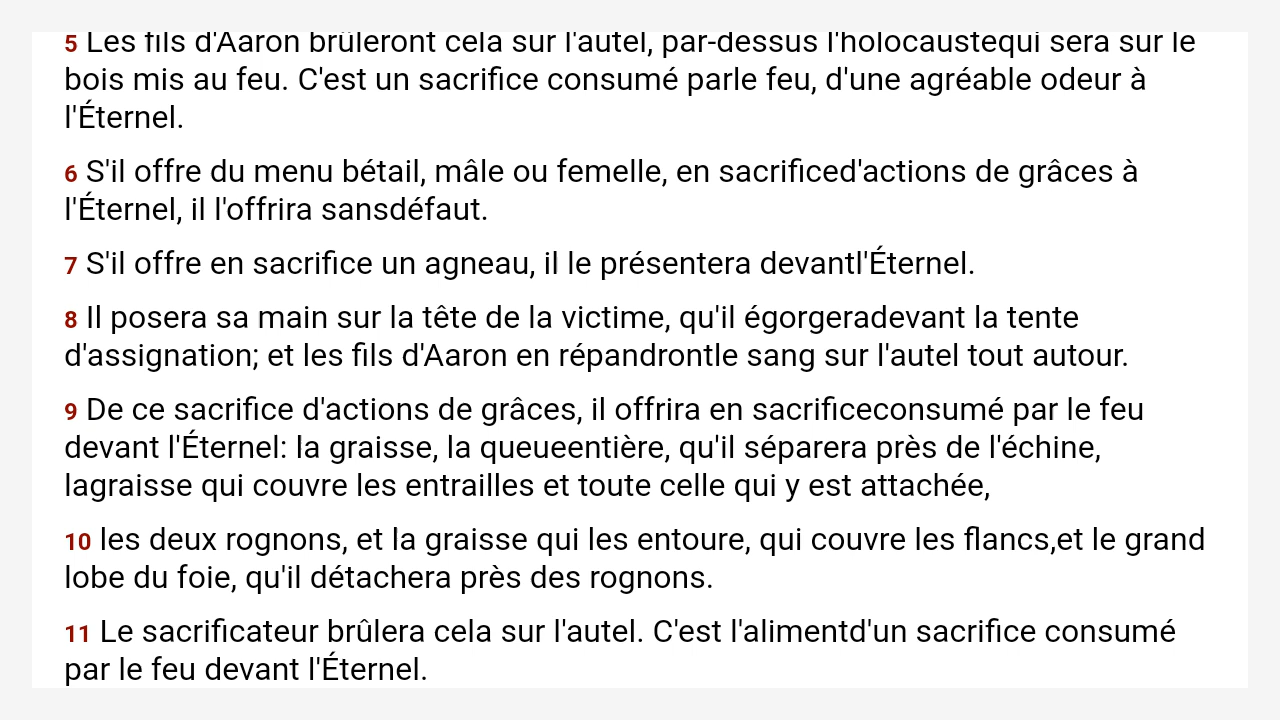 5 Les fils d'Aaron brûleront cela sur l'autel, par-dessus l'holocaustequi sera sur le
bois mis au feu. C'est un sacrifice consumé parle feu, d'une agréable odeur à
l'Éternel.
6 S'il offre du menu bétail, mâle ou femelle, en sacrificed'actions de grâces à
l'Éternel, il l'offrira sansdéfaut.
7 S'il offre en sacrifice un agneau, il le présentera devantl'Éternel.
8 Il posera sa main sur la tête de la victime, qu'il égorgeradevant la tente
d'assignation; et les fils d'Aaron en répandrontle sang sur l'autel tout autour.
9 De ce sacrifice d'actions de grâces, il offrira en sacrificeconsumé par le feu
devant l'Éternel: la graisse, la queueentière, qu'il séparera près de l'échine,
lagraisse qui couvre les entrailles et toute celle qui y est attachée,
10 les deux rognons, et la graisse qui les entoure, qui couvre les flancs,et le grand
lobe du foie, qu'il détachera près des rognons.
11 Le sacrificateur brûlera cela sur l'autel. C'est l'alimentd'un sacrifice consumé
par le feu devant l'Éternel.